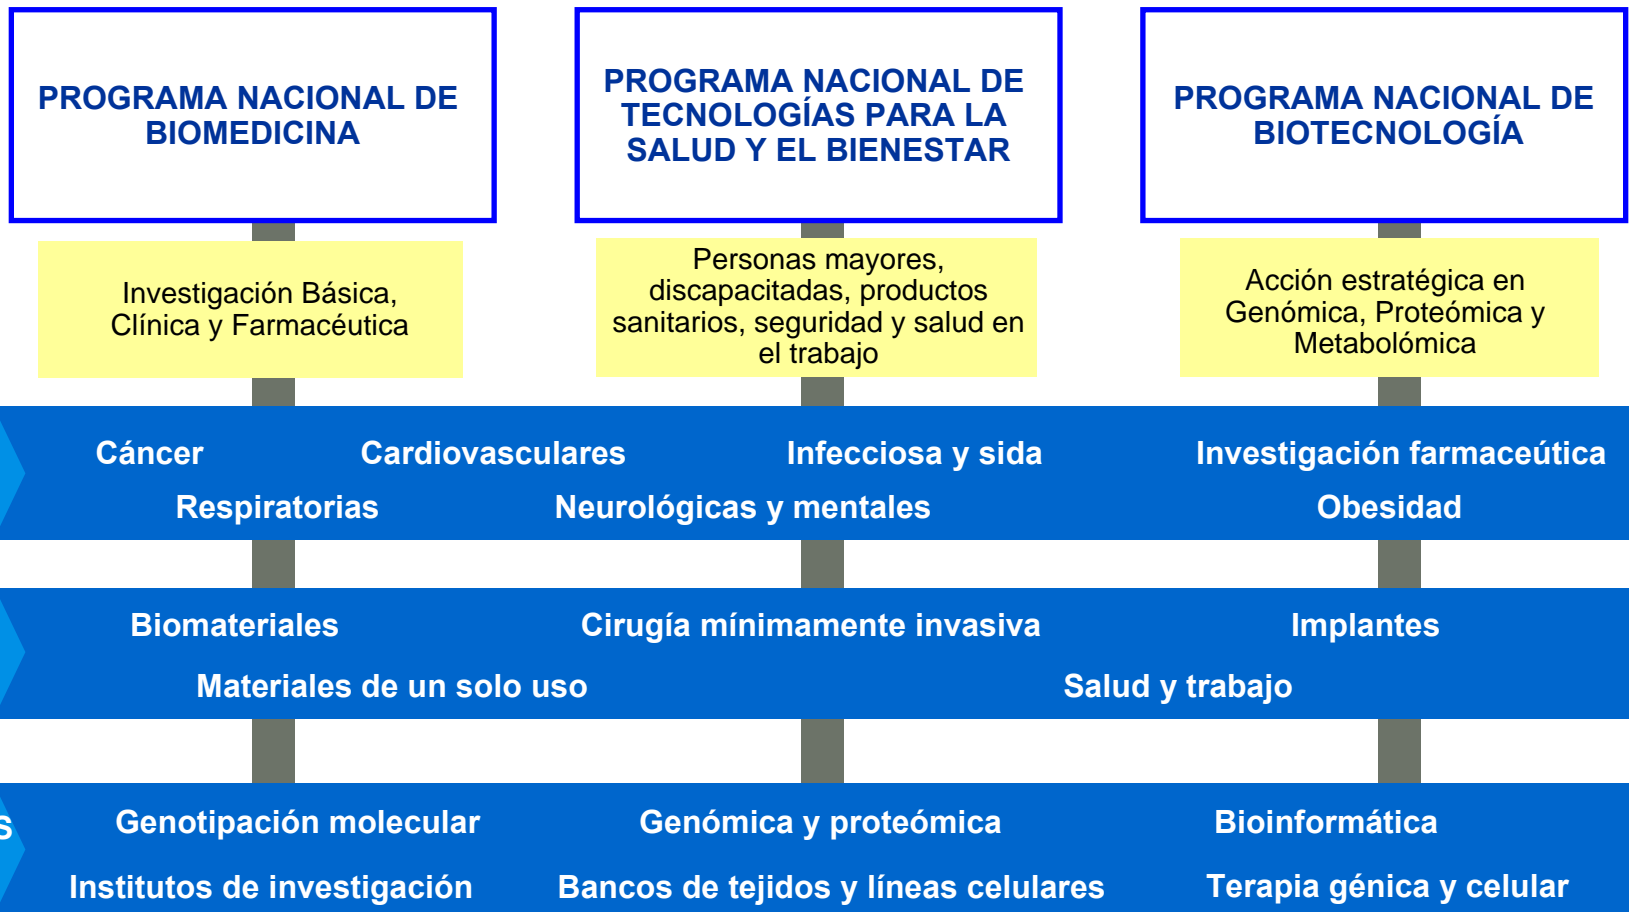 PROGRAMA NACIONAL DE
BIOMEDICINA
PROGRAMA NACIONAL DE
TECNOLOGÍAS PARA LA
SALUD Y EL BIENESTAR
PROGRAMA NACIONAL DE
BIOTECNOLOGÍA
Investigación Básica,
Clínica y Farmacéutica
Personas mayores,
discapacitadas, productos
sanitarios, seguridad y salud en
el trabajo
Acción estratégica en
Genómica, Proteómica y
Metabolómica
Cáncer Cardiovasculares Infecciosa y sida Investigación farmaceútica
Respiratorias Neurológicas y mentales Obesidad
Biomateriales Cirugía mínimamente invasiva Implantes
Materiales de un solo uso Salud y trabajo
Genotipación molecular Genómica y proteómica Bioinformática
Institutos de investigación Bancos de tejidos y líneas celulares Terapia génica y celular